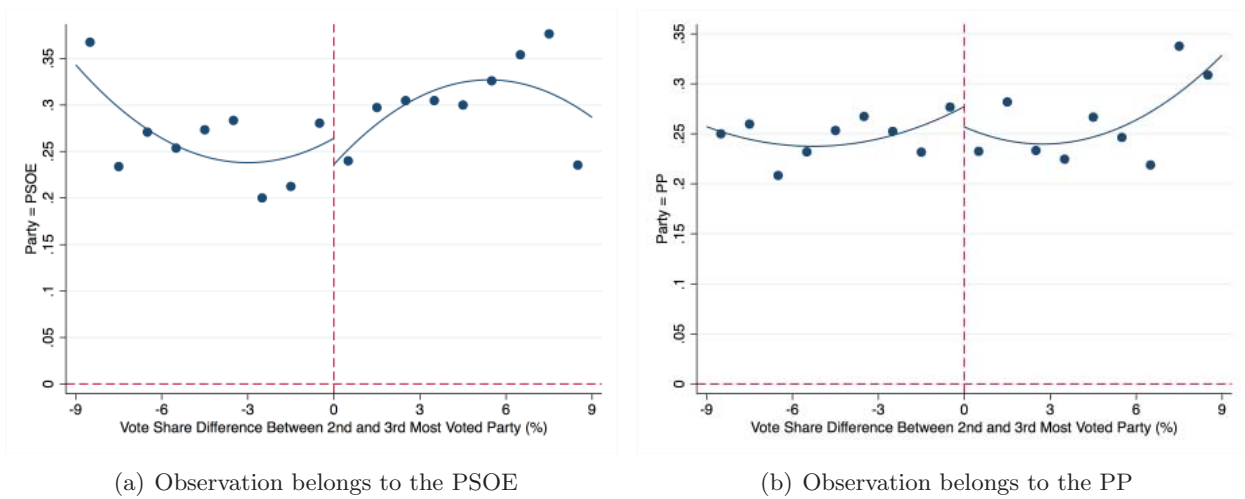 Party = PSOE
0 .05 .1 .15 .2 .25 .3 .35
-9 -6 -3 0 3 6 9
Vote Share Difference Between 2nd and 3rd Most Voted Party (%)
(a) Observation belongs to the PSOE
Party = PP
0 .05 .1 .15 .2 .25 .3 .35
-9 -6 -3 0 3 6 9
Vote Share Difference Between 2nd and 3rd Most Voted Party (%)
(b) Observation belongs to the PP